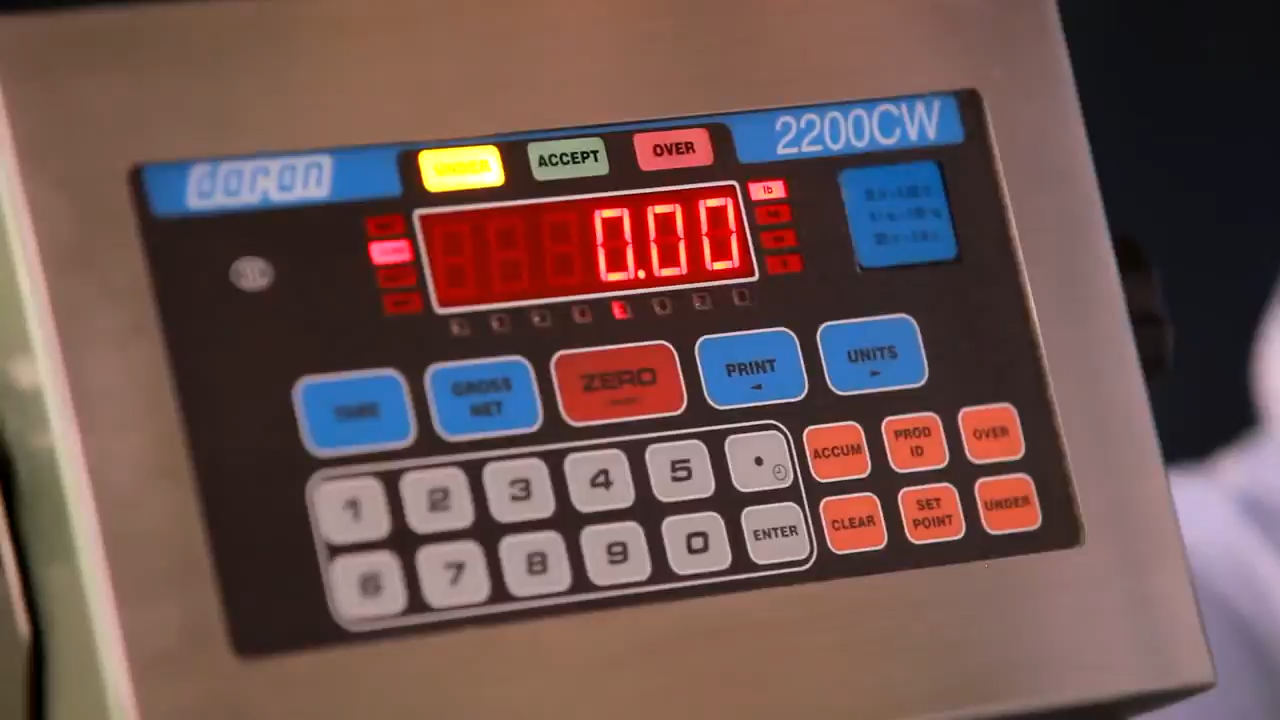 doran
2200CW
UNDER
ACCEPT
OVER
0.00
lb
TARE
GROSS
NET
ZERO
PRINT
UNITS
1
2
3
4
5
.
ACCUM
PROD
ID
OVER
6
7
8
9
0
ENTER
CLEAR
SET
POINT
UNDER